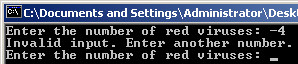 C:\Documents and Settings\Administrator\Desk
Enter the number of red viruses: -4
Invalid input. Enter another number.
Enter the number of red viruses: _